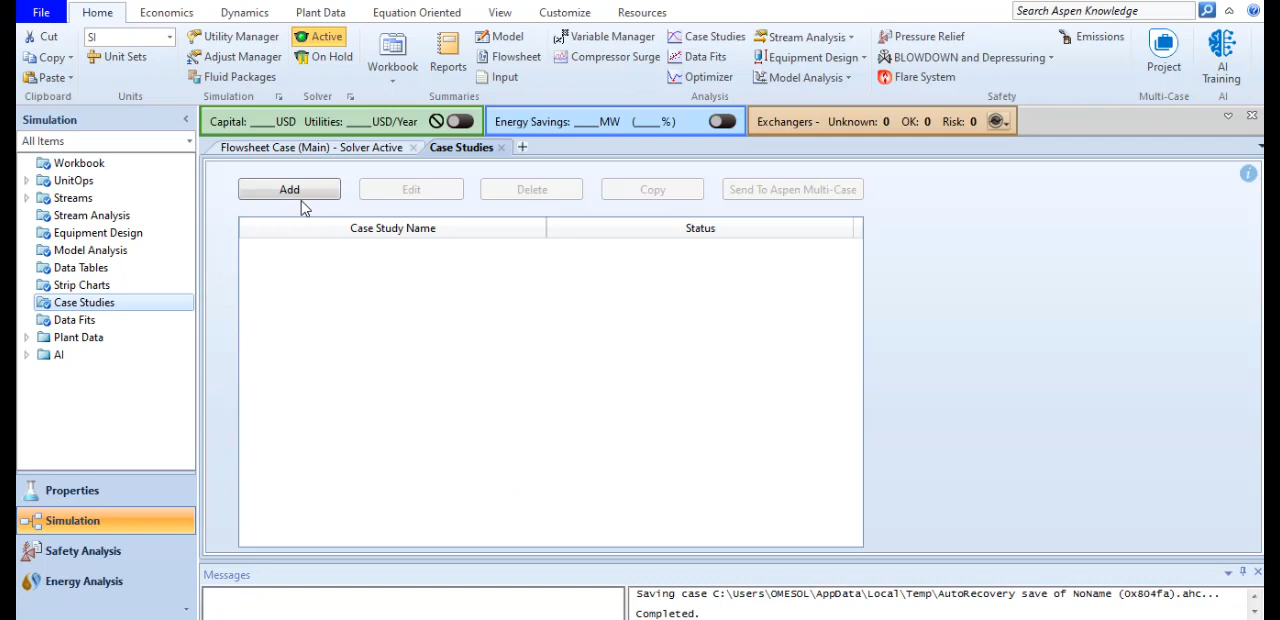 File Home Economics Dynamics Plant Data Equation Oriented View Customize Resources Search Aspen Knowledge
Cut SI Utility Manager Active Model Variable Manager Case Studies Stream Analysis Pressure Relief Emissions
Copy Unit Sets Adjust Manager On Hold Workbook Reports Flowsheet Compressor Surge Data Fits Equipment Design BLOWDOWN and Depressuring Project AI Training
Paste Fluid Packages Input Optimizer Model Analysis Flare System
Clipboard Units Simulation Solver Summaries Analysis Safety Multi-Case AI
Simulation Capital: ____USD Utilities: ____USD/Year Energy Savings: ____MW (____%) Exchangers - Unknown: 0 OK: 0 Risk: 0
All Items Flowsheet Case (Main) - Solver Active Case Studies
Workbook
UnitOps
Streams
Stream Analysis
Equipment Design
Model Analysis
Data Tables
Strip Charts
Case Studies
Data Fits
Plant Data
AI
Add Edit Delete Copy Send To Aspen Multi-Case
Case Study Name Status
Properties
Simulation
Safety Analysis
Energy Analysis
Messages
Saving case C:\Users\OMESOL\AppData\Local\Temp\AutoRecovery save of NoName (0x804fa).ahc...
Completed.